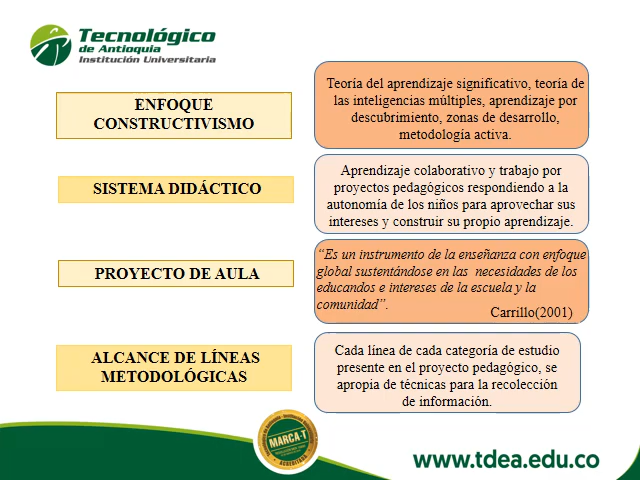 Tecnológico
de Antioquia
Institución Universitaria
ENFOQUE
CONSTRUCTIVISMO
Teoría del aprendizaje significativo, teoría de
las inteligencias múltiples, aprendizaje por
descubrimiento, zonas de desarrollo,
metodología activa.
SISTEMA DIDÁCTICO
Aprendizaje colaborativo y trabajo por
proyectos pedagógicos respondiendo a la
autonomía de los niños para aprovechar sus
intereses y construir su propio aprendizaje.
PROYECTO DE AULA
“Es un instrumento de la enseñanza con enfoque
global sustentándose en las necesidades de los
educandos e intereses de la escuela y la
comunidad”.
Carrillo(2001)
ALCANCE DE LÍNEAS
METODOLÓGICAS
Cada línea de cada categoría de estudio
presente en el proyecto pedagógico, se
apropia de técnicas para la recolección
de información.
MARCA-T
ACREDITADA
www.tdea.edu.co